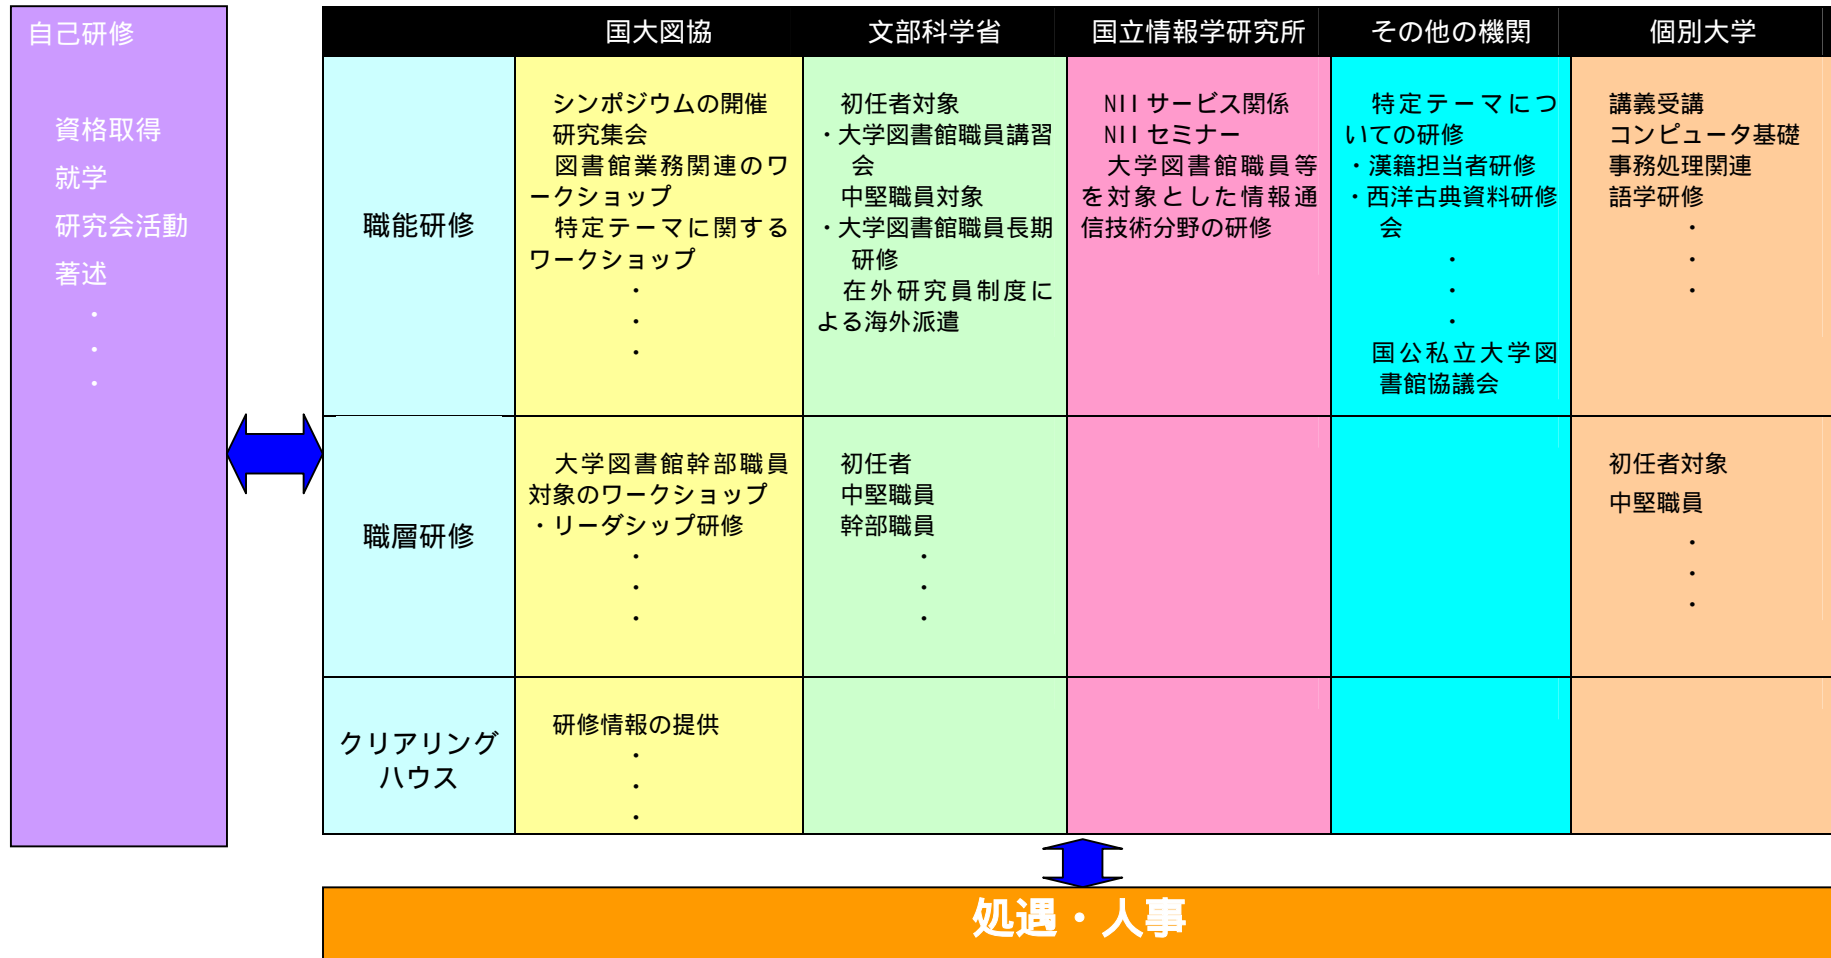 自己研修
資格取得
就学
研究会活動
著述
・
・
・
国大図協
文部科学省
国立情報学研究所
その他の機関
個別大学
職能研修
シンポジウムの開催
研究集会
図書館業務関連のワ
ークショップ
特定テーマに関する
ワークショップ
・
・
・
初任者対象
・大学図書館職員講習
会
中堅職員対象
・大学図書館職員長期
研修
在外研究員制度に
よる海外派遣
NIIサービス関係
NIIセミナー
大学図書館職員等
を対象とした情報通
信技術分野の研修
特定テーマにつ
いての研修
・漢籍担当者研修
・西洋古典資料研修
会
・
・
・
国公私立大学図
書館協議会
講義受講
コンピュータ基礎
事務処理関連
語学研修
・
・
・
職層研修
大学図書館幹部職員
対象のワークショップ
・リーダシップ研修
・
・
・
初任者
中堅職員
幹部職員
・
・
・
初任者対象
中堅職員
・
・
・
クリアリング
ハウス
研修情報の提供
・
・
・
処遇・人事